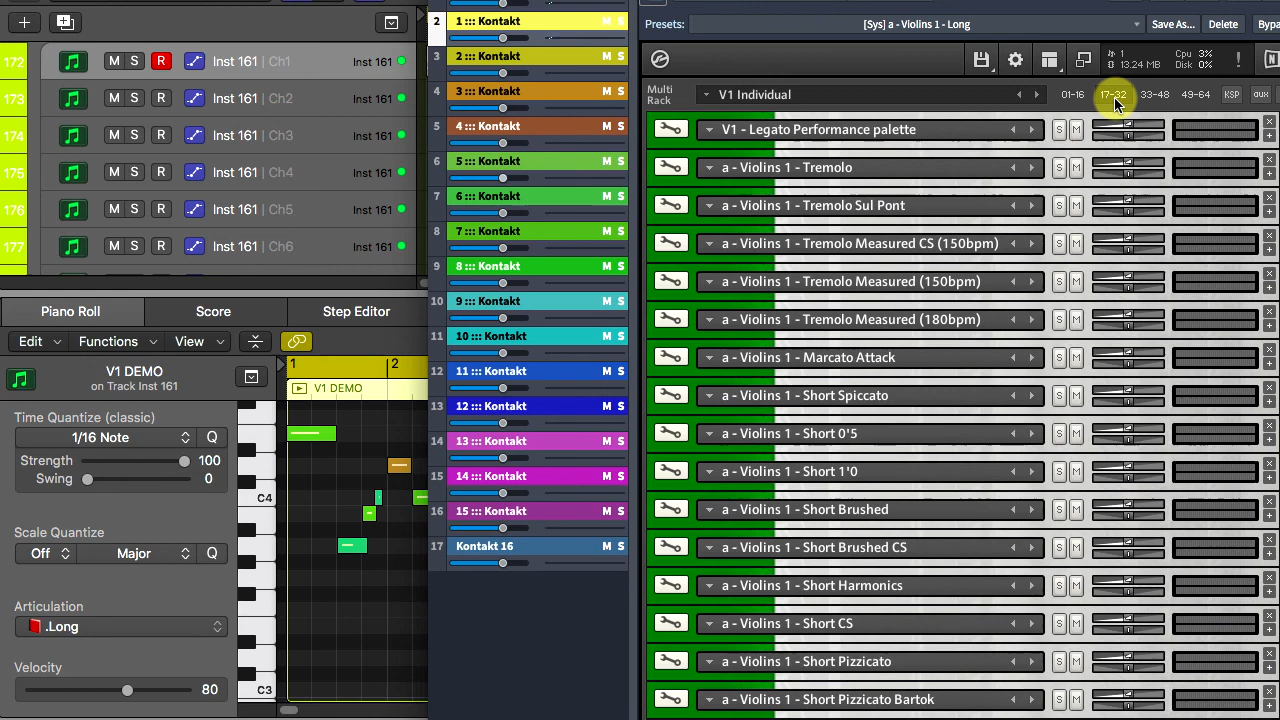 172 M S R Inst 161 | Ch1 Inst 161
173 M S R Inst 161 | Ch2 Inst 161
174 M S R Inst 161 | Ch3 Inst 161
175 M S R Inst 161 | Ch4 Inst 161
176 M S R Inst 161 | Ch5 Inst 161
177 M S R Inst 161 | Ch6 Inst 161
Piano Roll Score Step Editor
Edit Functions View
V1 DEMO
on Track Inst 161
1 2
V1 DEMO
Time Quantize (classic)
1/16 Note Q
Strength 100
Swing 0
Scale Quantize
Off Major Q
Articulation
.Long
Velocity
80
C4
C3
2 1 ::: Kontakt M S
3 2 ::: Kontakt M S
4 3 ::: Kontakt M S
5 4 ::: Kontakt M S
6 5 ::: Kontakt M S
7 6 ::: Kontakt M S
8 7 ::: Kontakt M S
9 8 ::: Kontakt M S
10 9 ::: Kontakt M S
11 10 ::: Kontakt M S
12 11 ::: Kontakt M S
13 12 ::: Kontakt M S
14 13 ::: Kontakt M S
15 14 ::: Kontakt M S
16 15 ::: Kontakt M S
17 Kontakt 16 M S
Presets: [Sys] a - Violins 1 - Long Save As... Delete Bypa
1 Cpu 3%
13.24 MB Disk 0% !
Multi
Rack
V1 Individual 01-16 17-32 33-48 49-64 KSP aux
V1 - Legato Performance palette S M
a - Violins 1 - Tremolo S M
a - Violins 1 - Tremolo Sul Pont S M
a - Violins 1 - Tremolo Measured CS (150bpm) S M
a - Violins 1 - Tremolo Measured (150bpm) S M
a - Violins 1 - Tremolo Measured (180bpm) S M
a - Violins 1 - Marcato Attack S M
a - Violins 1 - Short Spiccato S M
a - Violins 1 - Short 0'5 S M
a - Violins 1 - Short 1'0 S M
a - Violins 1 - Short Brushed S M
a - Violins 1 - Short Brushed CS S M
a - Violins 1 - Short Harmonics S M
a - Violins 1 - Short CS S M
a - Violins 1 - Short Pizzicato S M
a - Violins 1 - Short Pizzicato Bartok S M